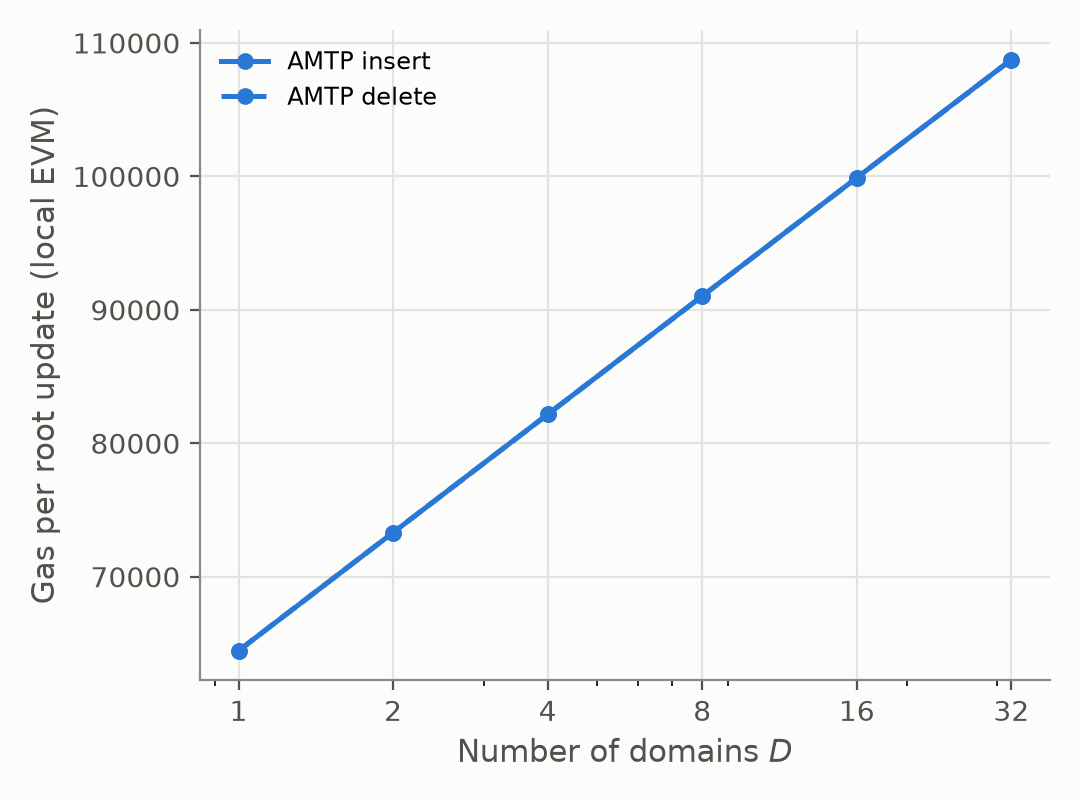 110000
100000
90000
80000
70000
Gas per root update (local EVM)
AMTP insert
AMTP delete
1 2 4 8 16 32
Number of domains D